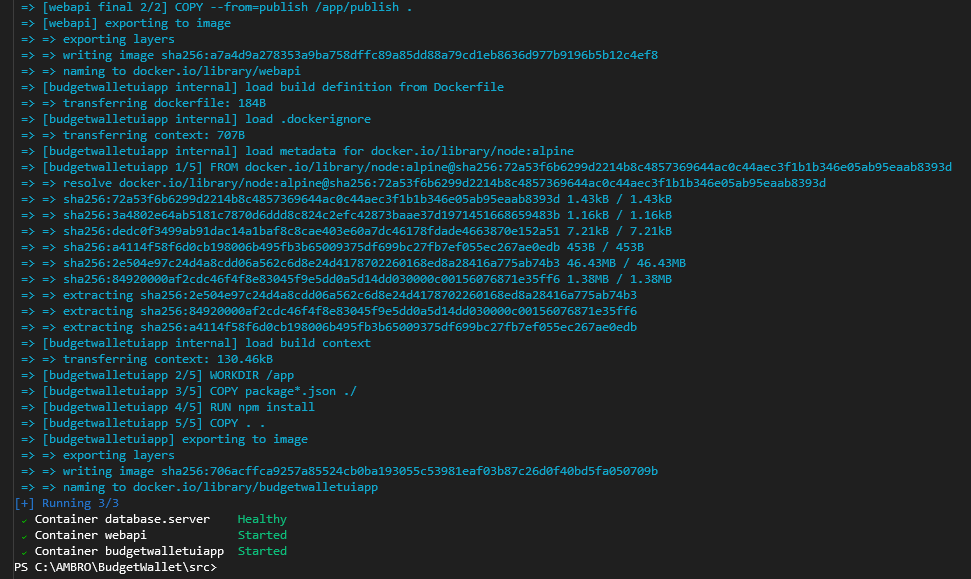 => [webapi final 2/2] COPY --from=publish /app/publish .
=> [webapi] exporting to image
=> => exporting layers
=> => writing image sha256:a7a4d9a278353a9ba758dffc89a85dd88a79cd1eb8636d977b9196b5b12c4ef8
=> => naming to docker.io/library/webapi
=> [budgetwalletuiapp internal] load build definition from Dockerfile
=> => transferring dockerfile: 184B
=> [budgetwalletuiapp internal] load .dockerignore
=> => transferring context: 707B
=> [budgetwalletuiapp internal] load metadata for docker.io/library/node:alpine
=> [budgetwalletuiapp 1/5] FROM docker.io/library/node:alpine@sha256:72a53f6b6299d2214b8c4857369644ac0c44aec3f1b1b346e05ab95eaab8393d
=> => resolve docker.io/library/node:alpine@sha256:72a53f6b6299d2214b8c4857369644ac0c44aec3f1b1b346e05ab95eaab8393d
=> => sha256:72a53f6b6299d2214b8c4857369644ac0c44aec3f1b1b346e05ab95eaab8393d 1.43kB / 1.43kB
=> => sha256:3a4802e64ab5181c7870d6ddd8c824c2efc42873baae37d1971451668659483b 1.16kB / 1.16kB
=> => sha256:dedc0f3499ab91dac14a1baf8c8cae403e60a7dc46178fdade4663870e152a51 7.21kB / 7.21kB
=> => sha256:a4114f58f6d0cb198006b495fb3b65009375df699bc27fb7ef055ec267ae0edb 453B / 453B
=> => sha256:2e504e97c24d4a8cdd06a562c6d8e24d4178702260168ed8a28416a775ab74b3 46.43MB / 46.43MB
=> => sha256:84920000af2cdc46f4f8e83045f9e5dd0a5d14dd030000c00156076871e35ff6 1.38MB / 1.38MB
=> => extracting sha256:2e504e97c24d4a8cdd06a562c6d8e24d4178702260168ed8a28416a775ab74b3
=> => extracting sha256:84920000af2cdc46f4f8e83045f9e5dd0a5d14dd030000c00156076871e35ff6
=> => extracting sha256:a4114f58f6d0cb198006b495fb3b65009375df699bc27fb7ef055ec267ae0edb
=> [budgetwalletuiapp internal] load build context
=> => transferring context: 130.46kB
=> [budgetwalletuiapp 2/5] WORKDIR /app
=> [budgetwalletuiapp 3/5] COPY package*.json ./
=> [budgetwalletuiapp 4/5] RUN npm install
=> [budgetwalletuiapp 5/5] COPY . .
=> [budgetwalletuiapp] exporting to image
=> => exporting layers
=> => writing image sha256:706acffca9257a85524cb0ba193055c53981eaf03b87c26d0f40bd5fa050709b
=> => naming to docker.io/library/budgetwalletuiapp
[+] Running 3/3
✓ Container database.server Healthy
✓ Container webapi Started
✓ Container budgetwalletuiapp Started
PS C:\AMBRO\BudgetWallet\src>